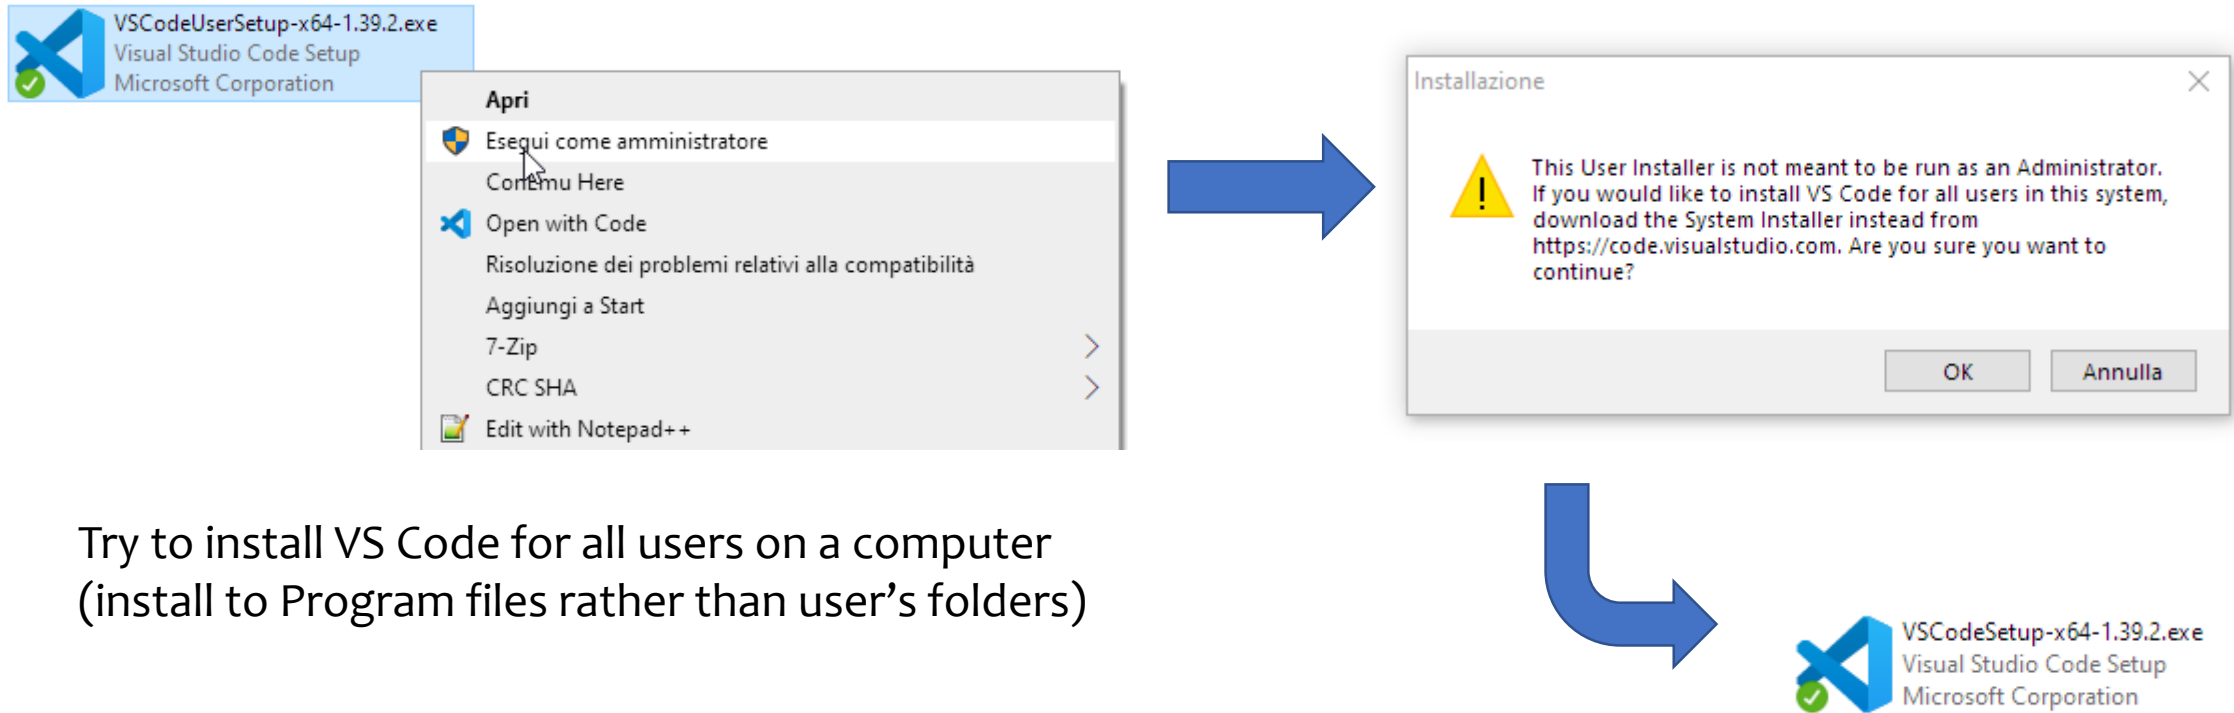 VSCodeUserSetup-x64-1.39.2.exe
Visual Studio Code Setup
Microsoft Corporation
Apri
Esegui come amministratore
ConEmu Here
Open with Code
Risoluzione dei problemi relativi alla compatibilità
Aggiungi a Start
7-Zip
CRC SHA
Edit with Notepad++
Installazione
This User Installer is not meant to be run as an Administrator.
If you would like to install VS Code for all users in this system,
download the System Installer instead from
https://code.visualstudio.com. Are you sure you want to
continue?
OK
Annulla
Try to install VS Code for all users on a computer
(install to Program files rather than user’s folders)
VSCodeSetup-x64-1.39.2.exe
Visual Studio Code Setup
Microsoft Corporation